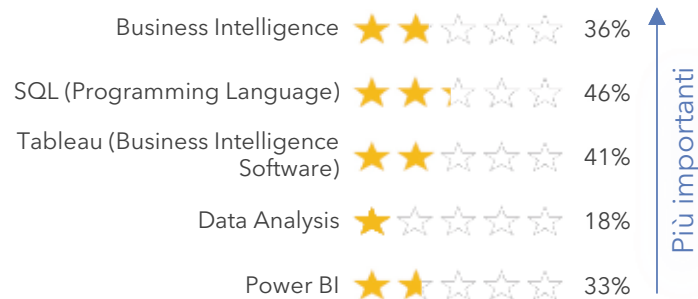 Business Intelligence 36%
SQL (Programming Language) 46%
Tableau (Business Intelligence
Software) 41%
Data Analysis 18%
Power BI 33%
Più importanti